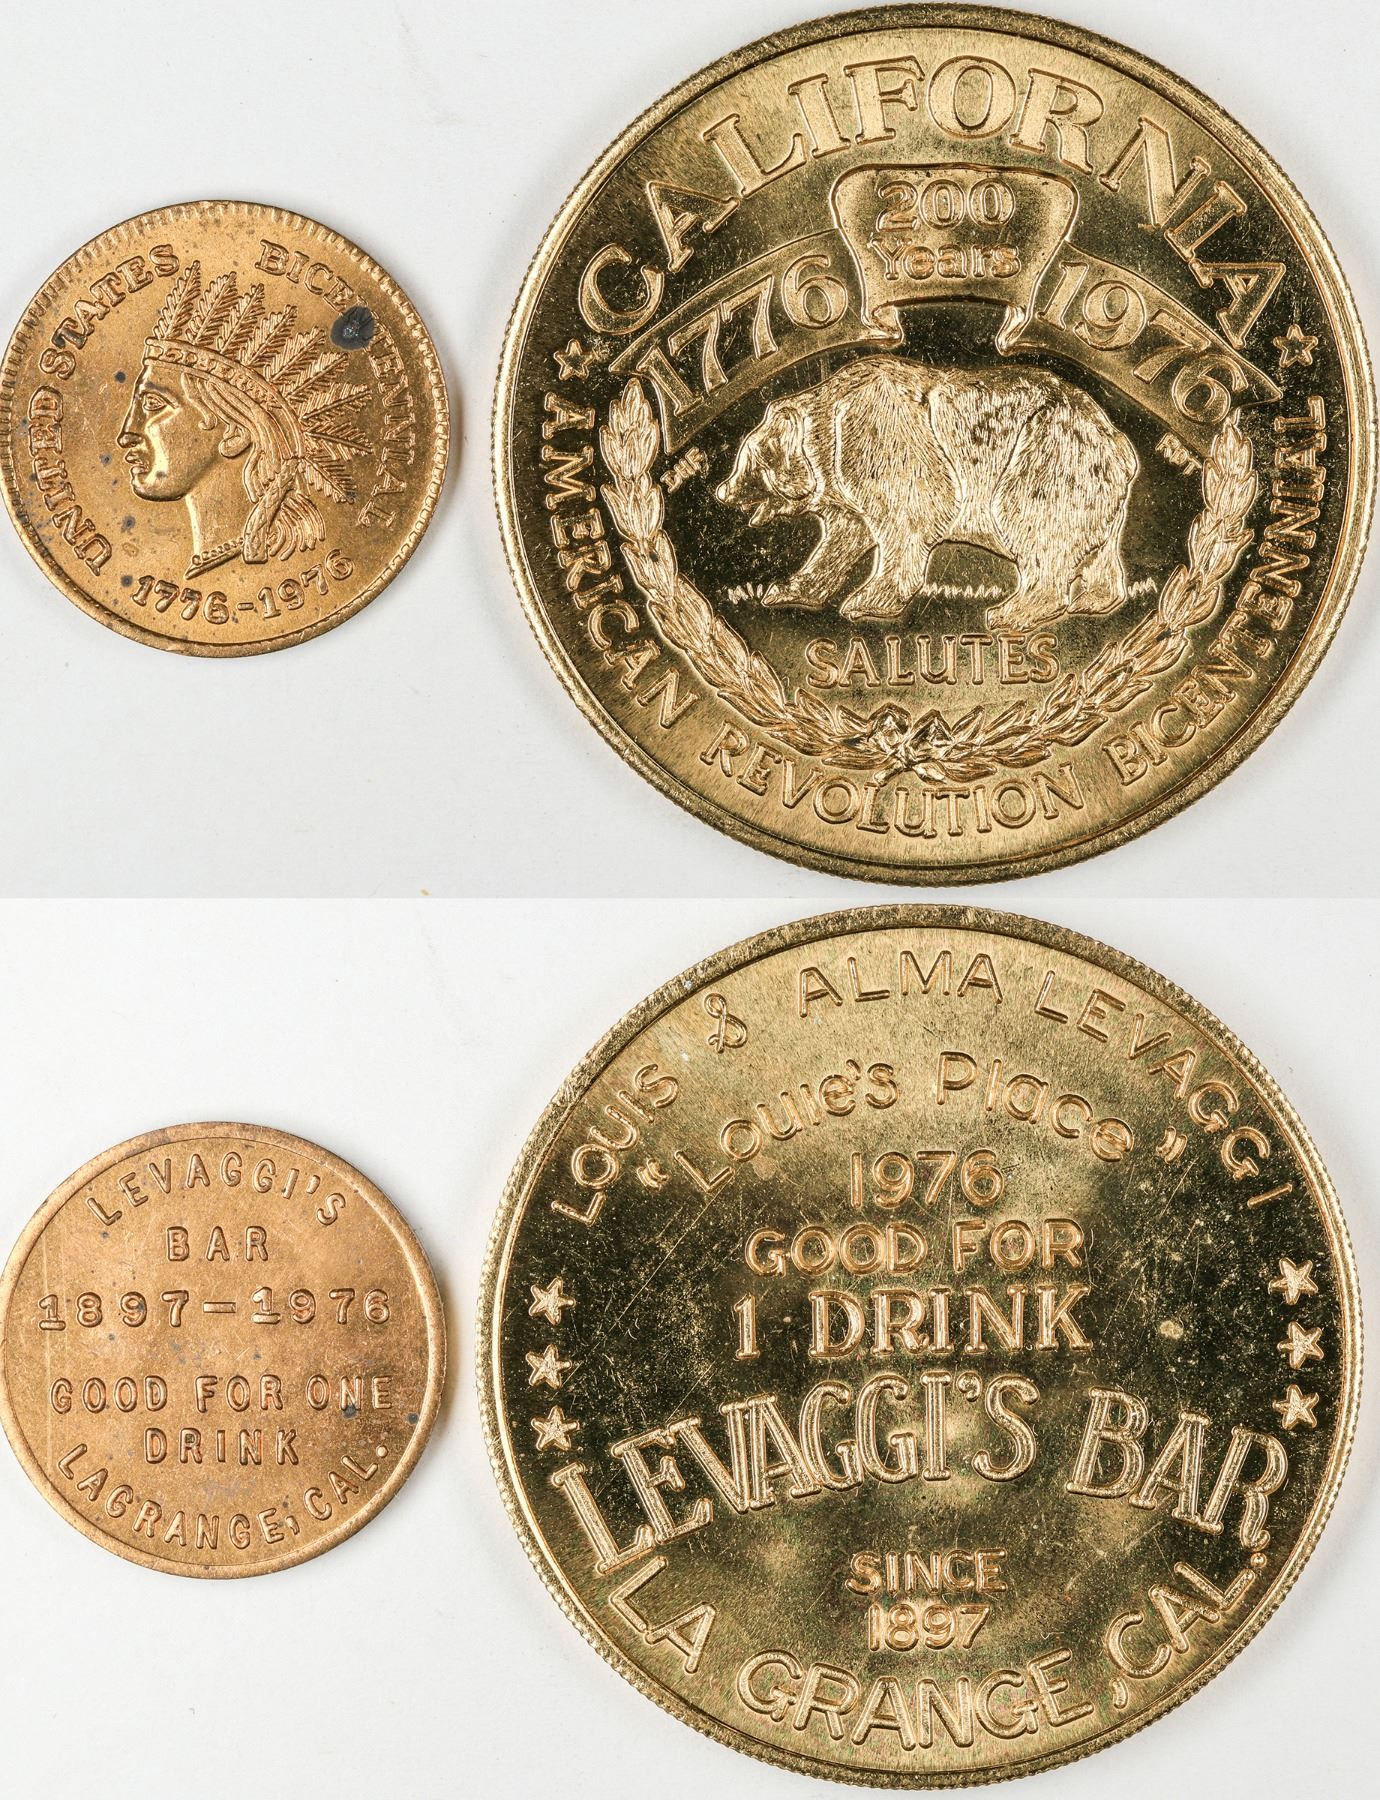 UNITED STATES BICENTENNIAL
1776-1976
CALIFORNIA
200
Years
1776 1976
DHF RNT
SALUTES
AMERICAN REVOLUTION BICENTENNIAL
LEVAGGI'S
BAR
1897-1976
GOOD FOR ONE
DRINK
LAGRANGE, CAL.
LOUIS & ALMA LEVAGGI
"Louie's Place"
1976
GOOD FOR
1 DRINK
LEVAGGI'S BAR
SINCE
1897
LA GRANGE, CAL.